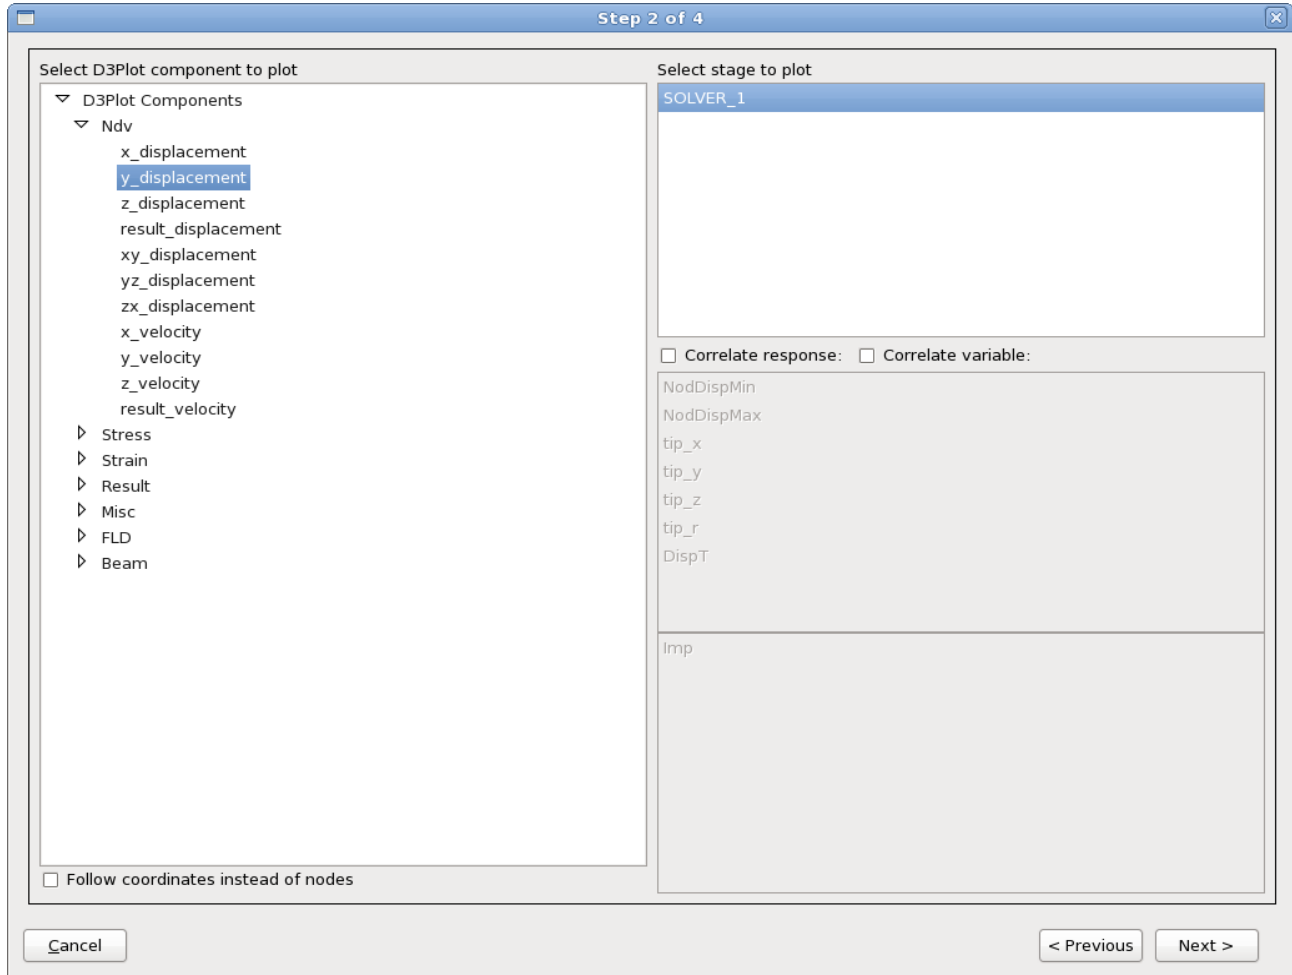 Step 2 of 4
Select D3Plot component to plot
D3Plot Components
Ndv
x_displacement
y_displacement
z_displacement
result_displacement
xy_displacement
yz_displacement
zx_displacement
x_velocity
y_velocity
z_velocity
result_velocity
Stress
Strain
Result
Misc
FLD
Beam
Follow coordinates instead of nodes
Select stage to plot
SOLVER_1
Correlate response: Correlate variable:
NodDispMin
NodDispMax
tip_x
tip_y
tip_z
tip_r
DispT
Imp
Cancel < Previous Next >